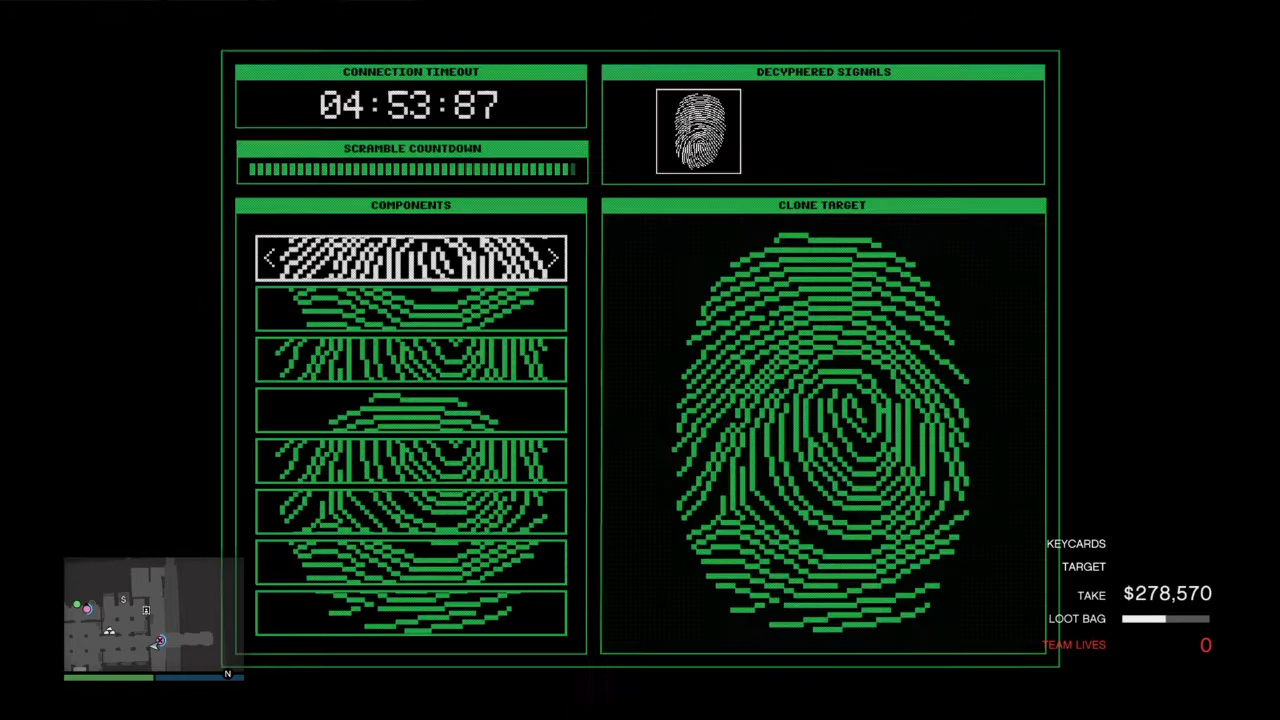 CONNECTION TIMEOUT
04:53:87
SCRAMBLE COUNTDOWN
COMPONENTS
DECYPHERED SIGNALS
CLONE TARGET
KEYCARDS
TARGET
TAKE $278,570
LOOT BAG
TEAM LIVES 0
S
N